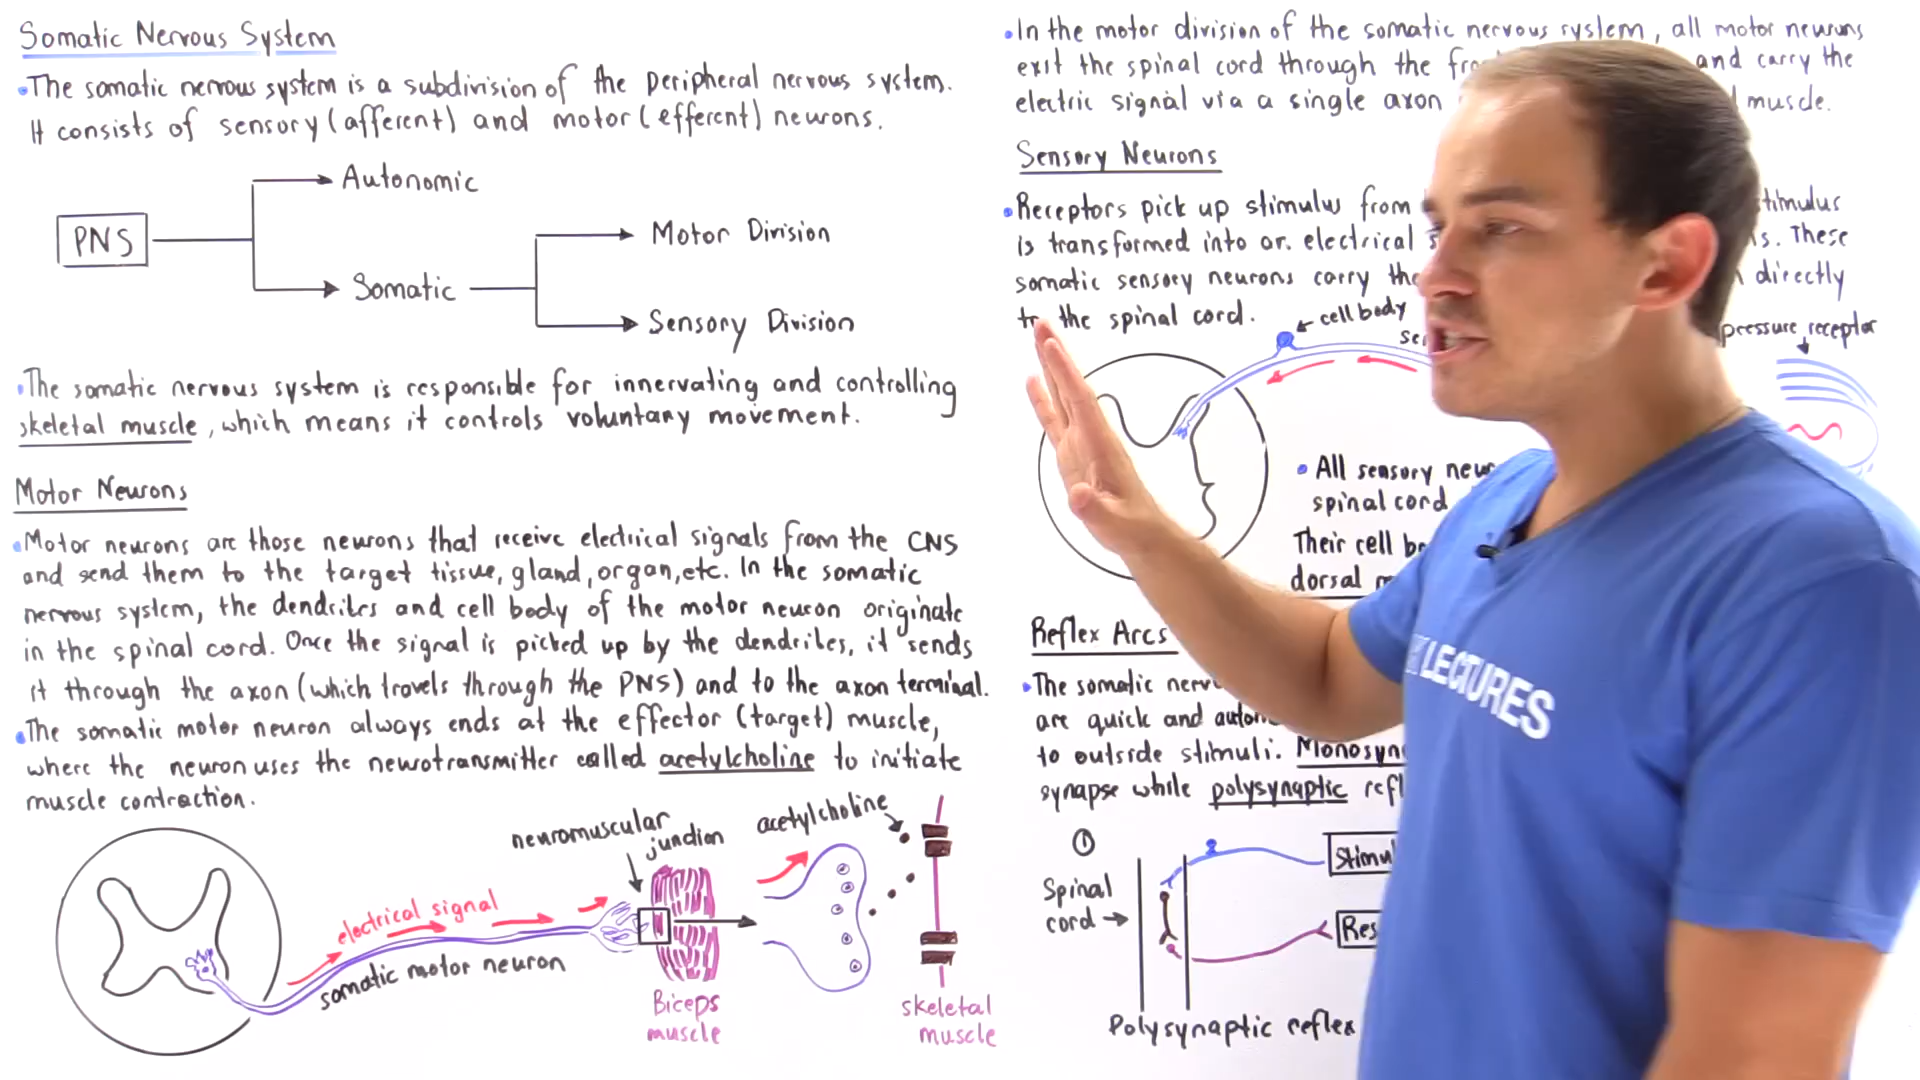 Somatic Nervous System
•The somatic nervous system is a subdivision of the peripheral nervous system.
It consists of sensory (afferent) and motor (efferent) neurons.
Autonomic
PNS
Motor Division
Somatic
Sensory Division
•The somatic nervous system is responsible for innervating and controlling
skeletal muscle, which means it controls voluntary movement.
Motor Neurons
•Motor neurons are those neurons that receive electrical signals from the CNS
and send them to the target tissue, gland, organ, etc. In the somatic
nervous system, the dendrites and cell body of the motor neuron originate
in the spinal cord. Once the signal is picked up by the dendrites, it sends
it through the axon (which travels through the PNS) and to the axon terminal.
•The somatic motor neuron always ends at the effector (target) muscle,
where the neuron uses the neurotransmitter called acetylcholine to initiate
muscle contraction.
neuromuscular
junction
acetylcholine
electrical signal
somatic motor neuron
Biceps
muscle
skeletal
muscle
•In the motor division of the somatic nervous system, all motor neurons
exit the spinal cord through the and carry the
electric signal via a single axon muscle.
Sensory Neurons
•Receptors pick up stimulus from stimulus
is transformed into an electrical These
somatic sensory neurons carry the directly
to the spinal cord.
cell body
pressure receptor
•All sensory
spinal cord
Their cell
dorsal
Reflex Arcs
•The somatic
are quick and
to outside stimuli.
synapse while polysynaptic
1
Spinal
cord
Polysynaptic reflex
LECTURES